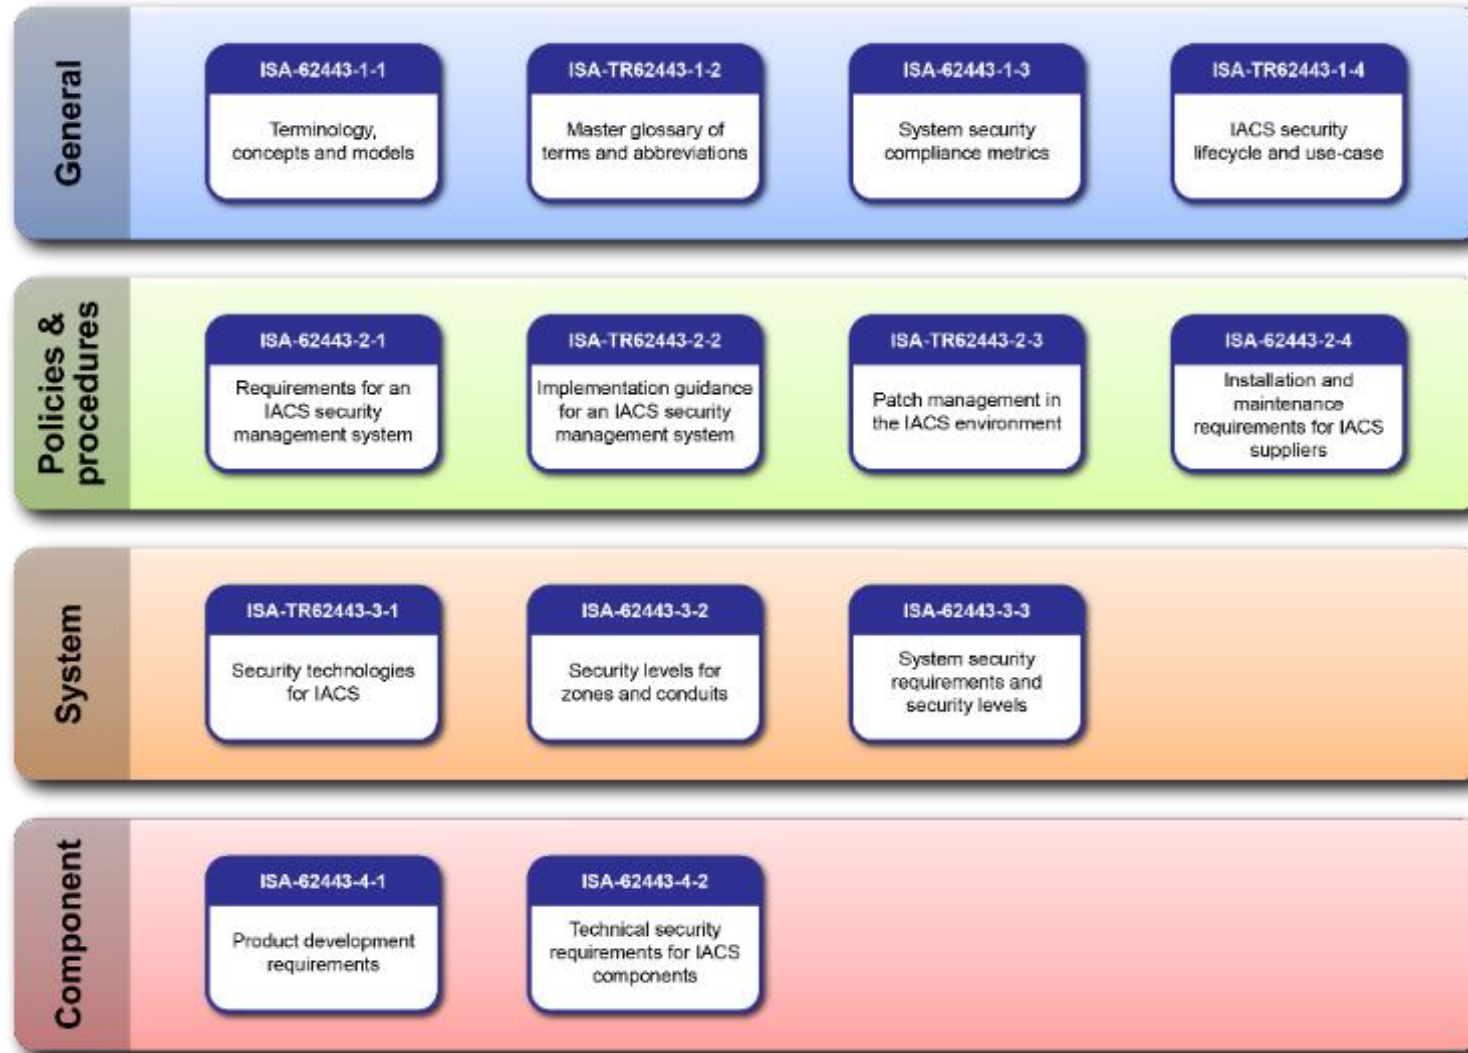 General
ISA-62443-1-1
Terminology,
concepts and models
ISA-TR62443-1-2
Master glossary of
terms and abbreviations
ISA-62443-1-3
System security
compliance metrics
ISA-TR62443-1-4
IACS security
lifecycle and use-case
Policies &
procedures
ISA-62443-2-1
Requirements for an
IACS security
management system
ISA-TR62443-2-2
Implementation guidance
for an IACS security
management system
ISA-TR62443-2-3
Patch management in
the IACS environment
ISA-62443-2-4
Installation and
maintenance
requirements for IACS
suppliers
System
ISA-TR62443-3-1
Security technologies
for IACS
ISA-62443-3-2
Security levels for
zones and conduits
ISA-62443-3-3
System security
requirements and
security levels
Component
ISA-62443-4-1
Product development
requirements
ISA-62443-4-2
Technical security
requirements for IACS
components